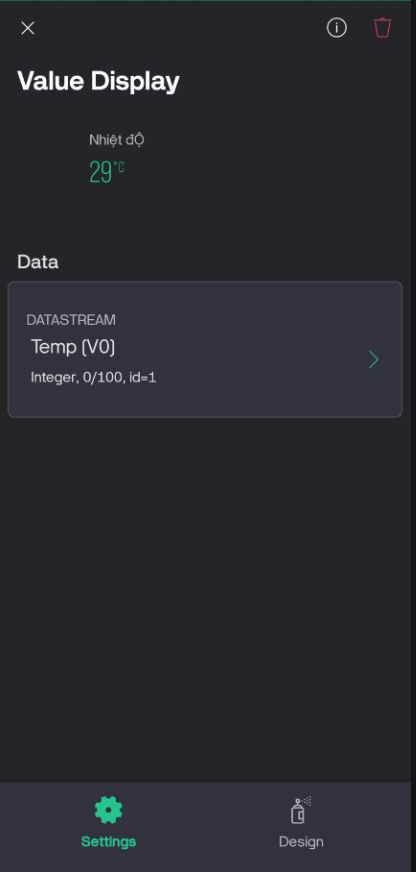 Value Display
Nhiệt độ
29°C
Data
DATASTREAM
Temp (V0)
Integer, 0/100, id=1
Settings
Design